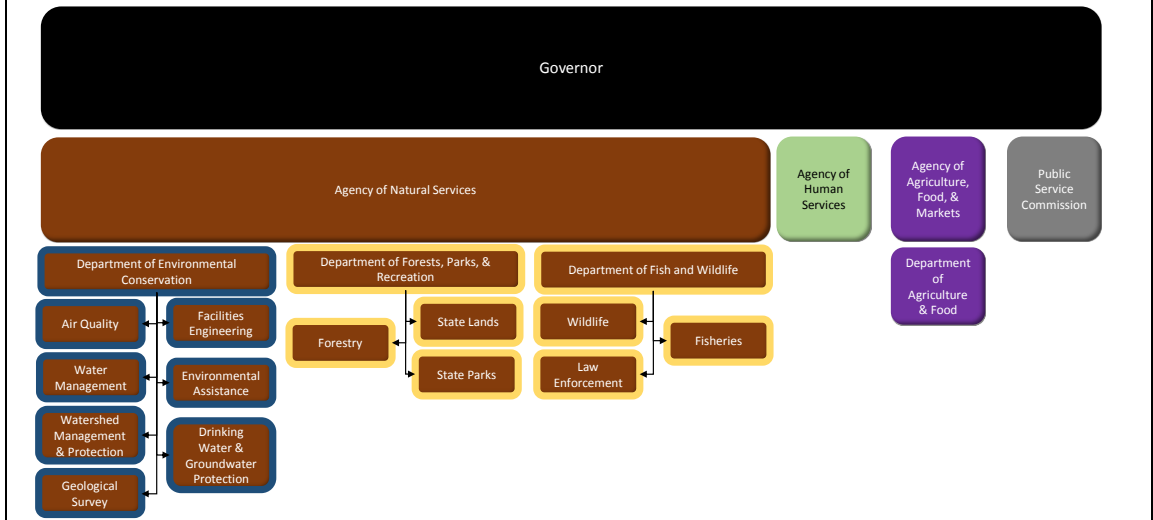 Governor
Agency of Natural Services
Agency of
Human
Services
Agency of
Agriculture,
Food, &
Markets
Public
Service
Commission
Department of Environmental
Conservation
Department of Forests, Parks, &
Recreation
Department of Fish and Wildlife
Department
of
Agriculture
& Food
Air Quality
Facilities
Engineering
Water
Management
Environmental
Assistance
Watershed
Management
& Protection
Drinking
Water &
Groundwater
Protection
Geological
Survey
State Lands
Forestry
State Parks
Wildlife
Fisheries
Law
Enforcement